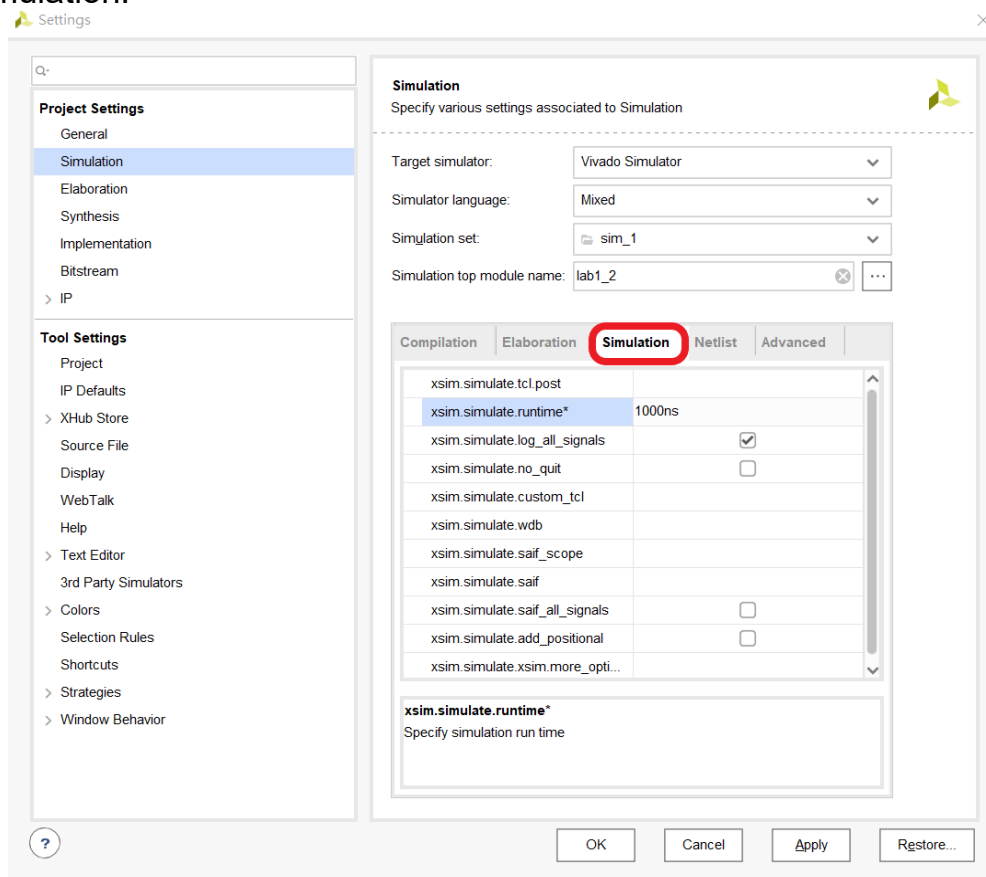 Settings
Project Settings
General
Simulation
Elaboration
Synthesis
Implementation
Bitstream
IP
Tool Settings
Project
IP Defaults
XHub Store
Source File
Display
WebTalk
Help
Text Editor
3rd Party Simulators
Colors
Selection Rules
Shortcuts
Strategies
Window Behavior
Simulation
Specify various settings associated to Simulation
Target simulator: Vivado Simulator
Simulator language: Mixed
Simulation set: sim_1
Simulation top module name: lab1_2 ...
Compilation Elaboration Simulation Netlist Advanced
xsim.simulate.tcl.post
xsim.simulate.runtime* 1000ns
xsim.simulate.log_all_signals
xsim.simulate.no_quit
xsim.simulate.custom_tcl
xsim.simulate.wdb
xsim.simulate.saif_scope
xsim.simulate.saif
xsim.simulate.saif_all_signals
xsim.simulate.add_positional
xsim.simulate.xsim.more_opti...
xsim.simulate.runtime*
Specify simulation run time
? OK Cancel Apply Restore...